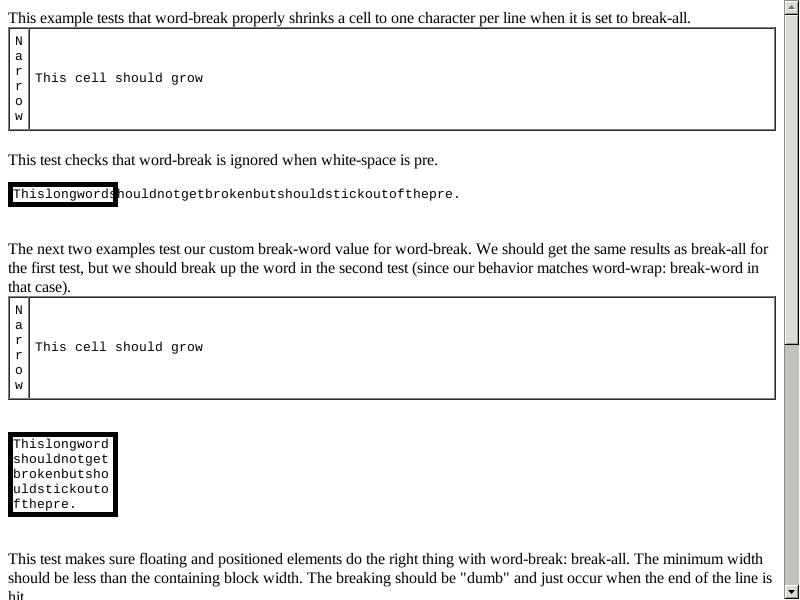 This example tests that word-break properly shrinks a cell to one character per line when it is set to break-all.
N
a
r
r
o
w
This cell should grow
This test checks that word-break is ignored when white-space is pre.
Thislongwordshouldnotgetbrokenbutshouldstickoutofthepre.
The next two examples test our custom break-word value for word-break. We should get the same results as break-all for
the first test, but we should break up the word in the second test (since our behavior matches word-wrap: break-word in
that case).
N
a
r
r
o
w
This cell should grow
Thislongword
shouldnotget
brokenbutsho
uldstickouto
fthepre.
This test makes sure floating and positioned elements do the right thing with word-break: break-all. The minimum width
should be less than the containing block width. The breaking should be "dumb" and just occur when the end of the line is
hit.